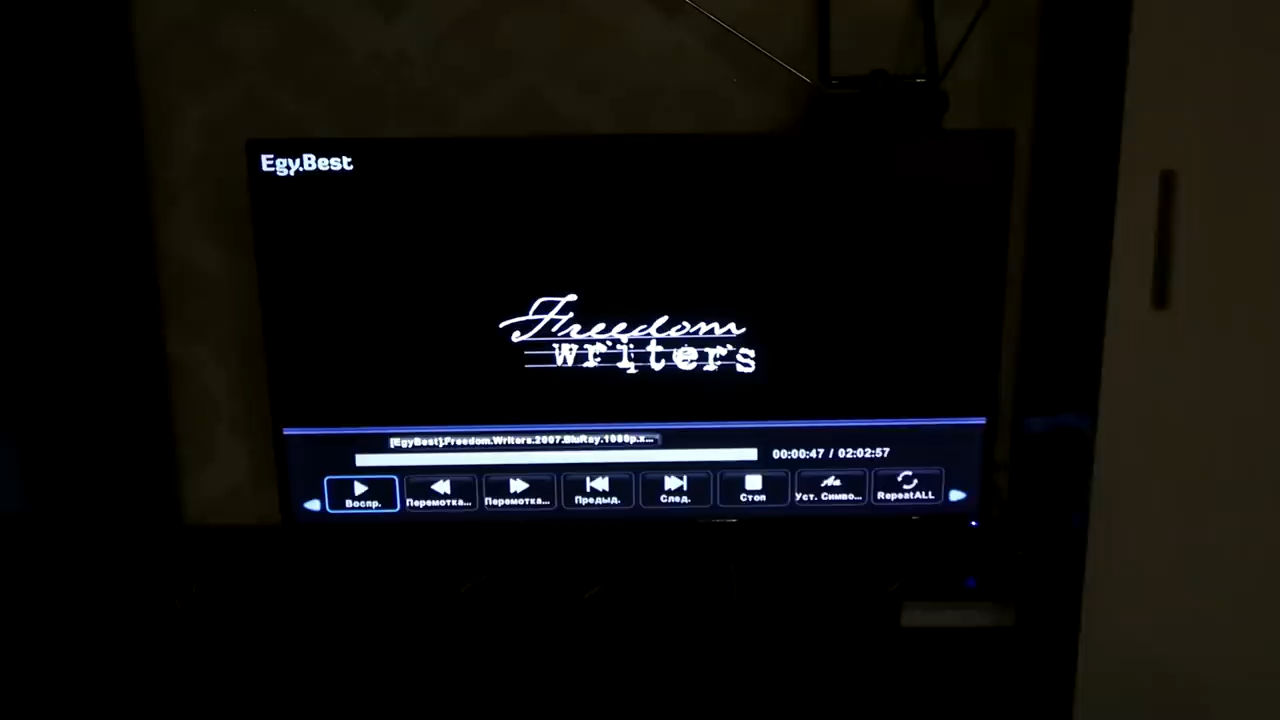 Egy.Best
Freedom
writers
[EgyBest].Freedom.Writers.2007.BluRay.1080p.x...
00:00:47 / 02:02:57
Воспр. Перемотка... Перемотка... Предыд. След. Стоп Уст. Симво... RepeatALL